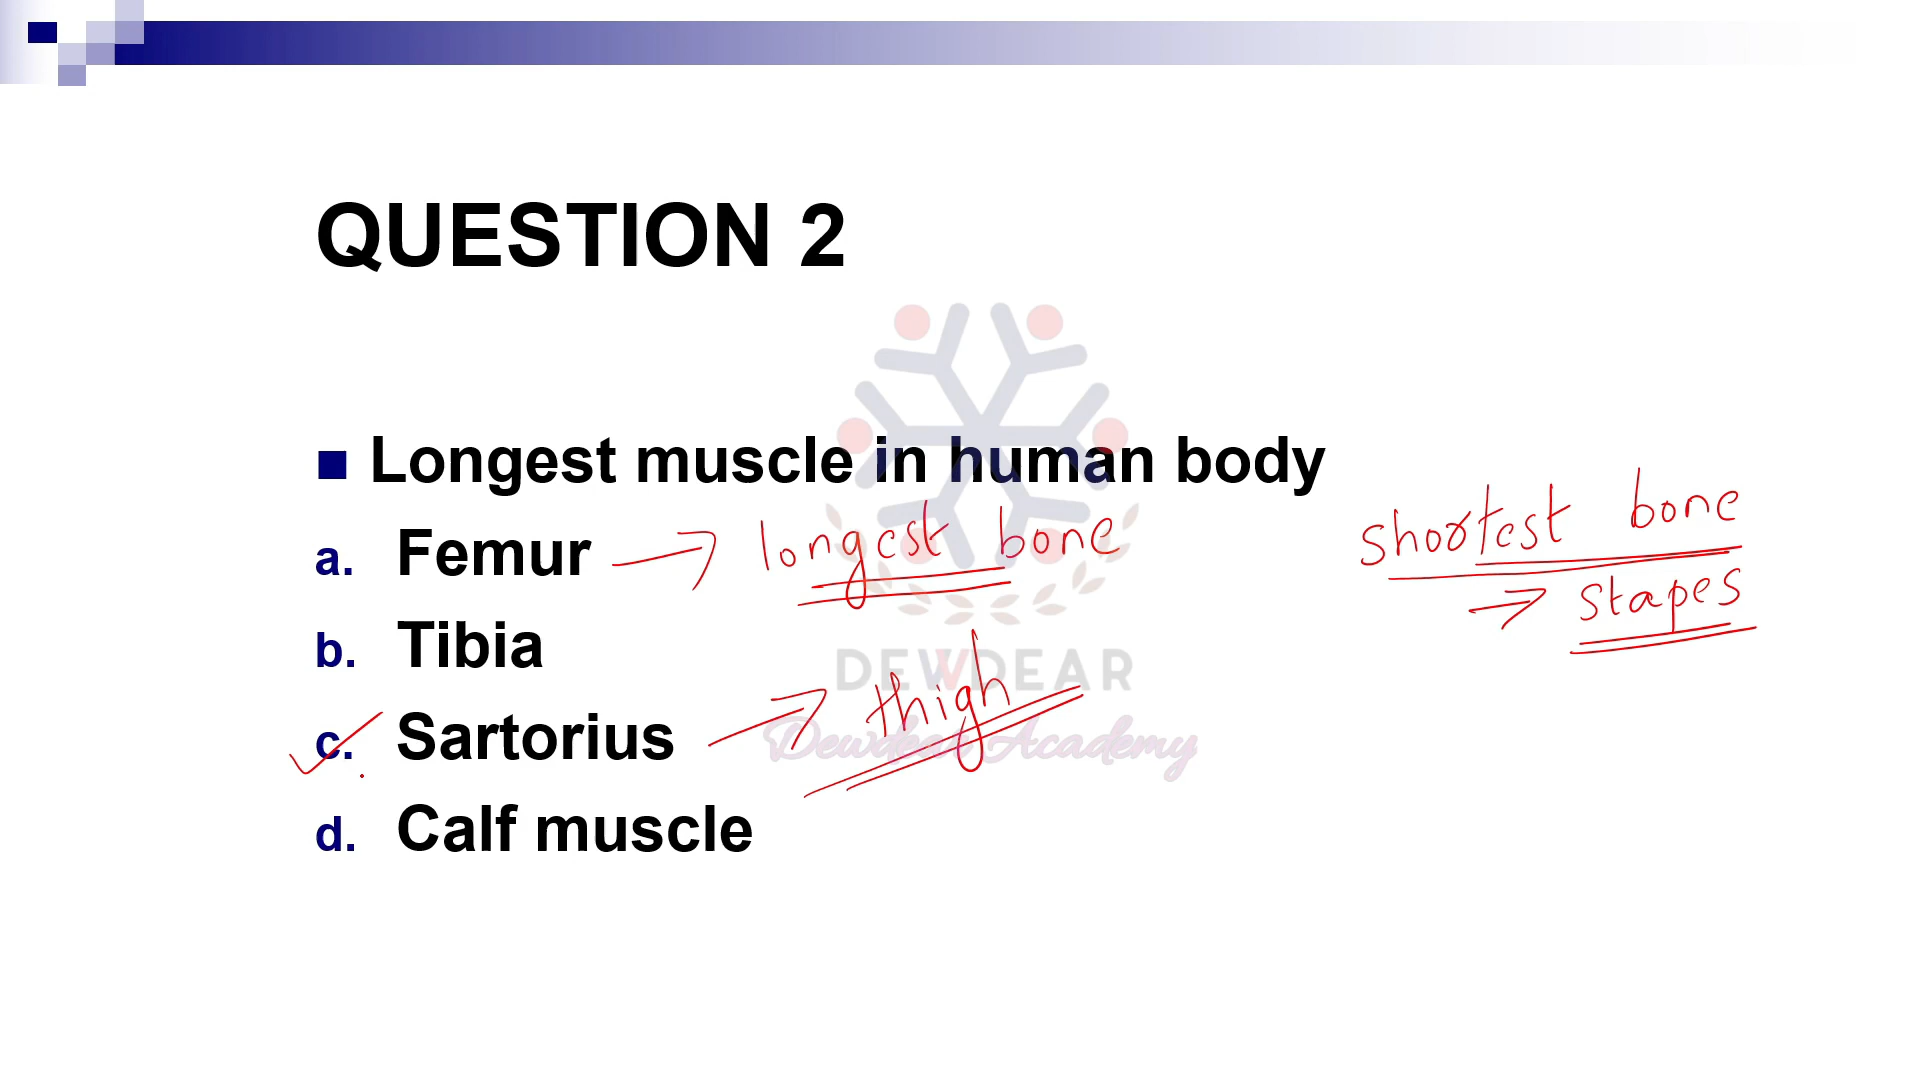 QUESTION 2
Longest muscle in human body
a. Femur → longest bone
shortest bone
→ stapes
b. Tibia
DEWDEAR
c. Sartorius → thigh
Dewdear Academy
d. Calf muscle